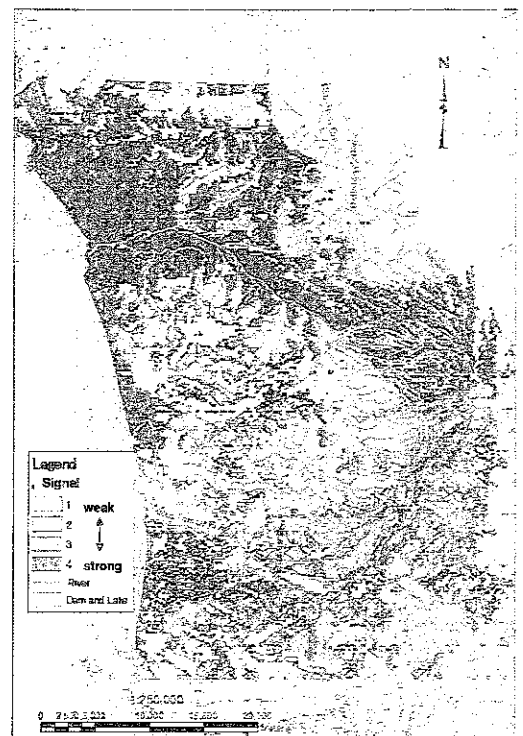 N
Legend
Signal
1 weak
2
3
4 strong
River
Dam and Lake
1:250,000
0